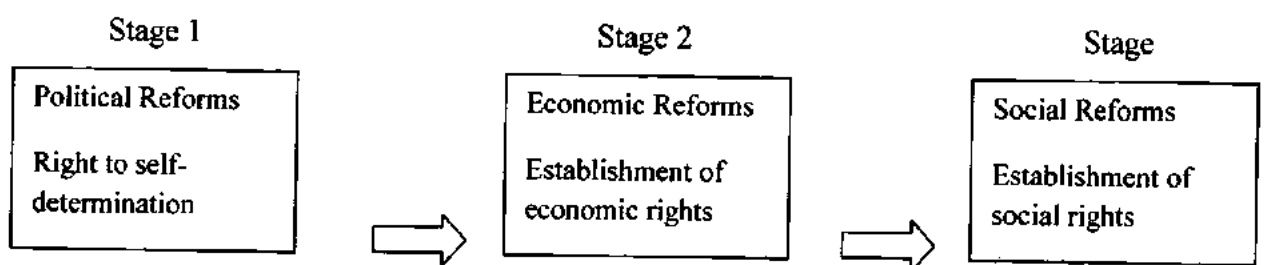 Stage 1
Political Reforms
Right to self-
determination
Stage 2
Economic Reforms
Establishment of
economic rights
Stage
Social Reforms
Establishment of
social rights